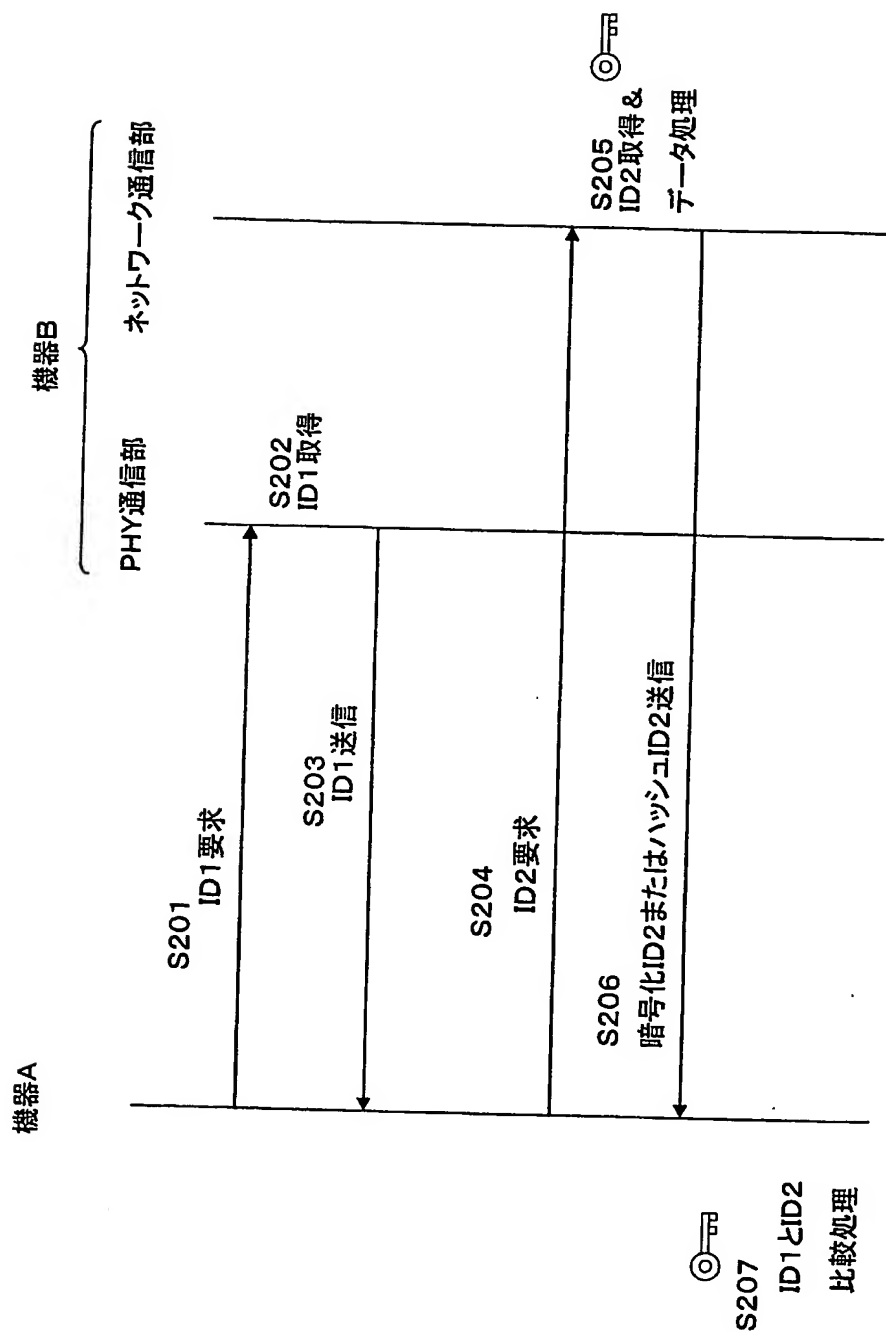 機器A
機器B
PHY通信部
ネットワーク通信部
S201
ID1要求
S202
ID1取得
S203
ID1送信
S204
ID2要求
S205
ID2取得&
データ処理
S206
暗号化ID2またはハッシュID2送信
S207
ID1とID2
比較処理